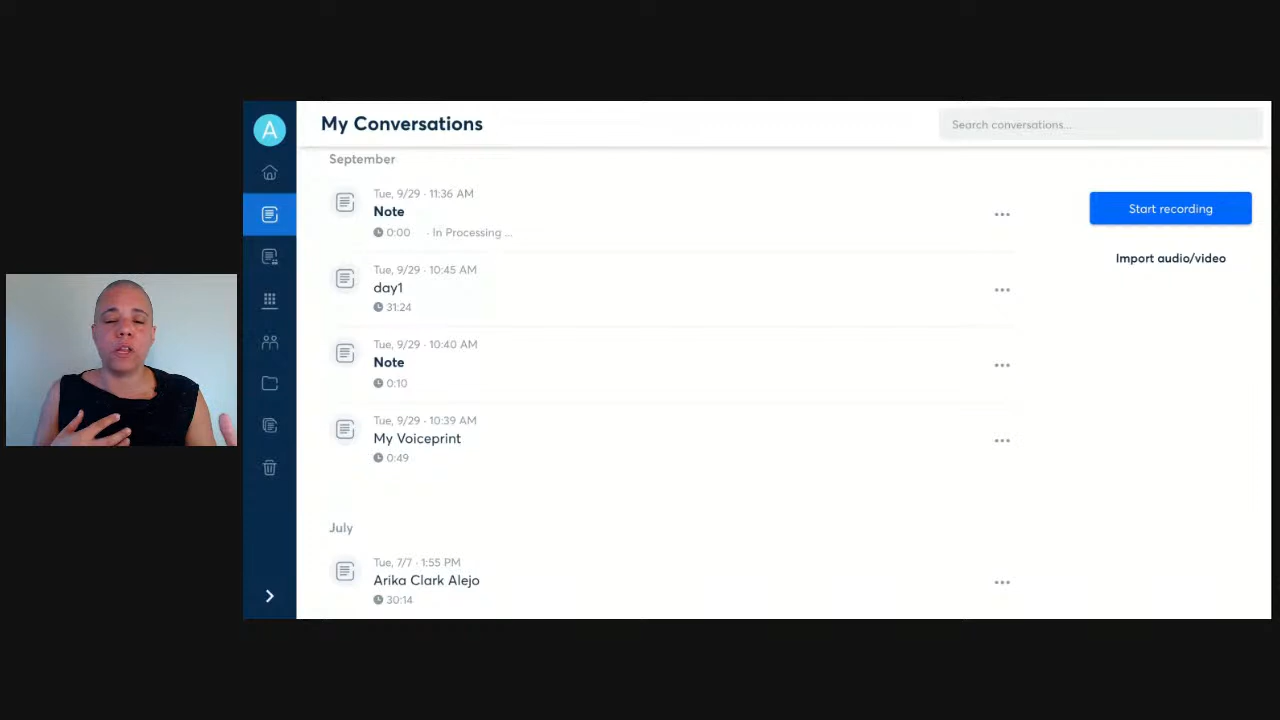 A
My Conversations
Search conversations...
September
Tue, 9/29 · 11:36 AM
Note
0:00 · In Processing ...
Start recording
Import audio/video
Tue, 9/29 · 10:45 AM
day1
31:24
Tue, 9/29 · 10:40 AM
Note
0:10
Tue, 9/29 · 10:39 AM
My Voiceprint
0:49
July
Tue, 7/7 · 1:55 PM
Arika Clark Alejo
30:14